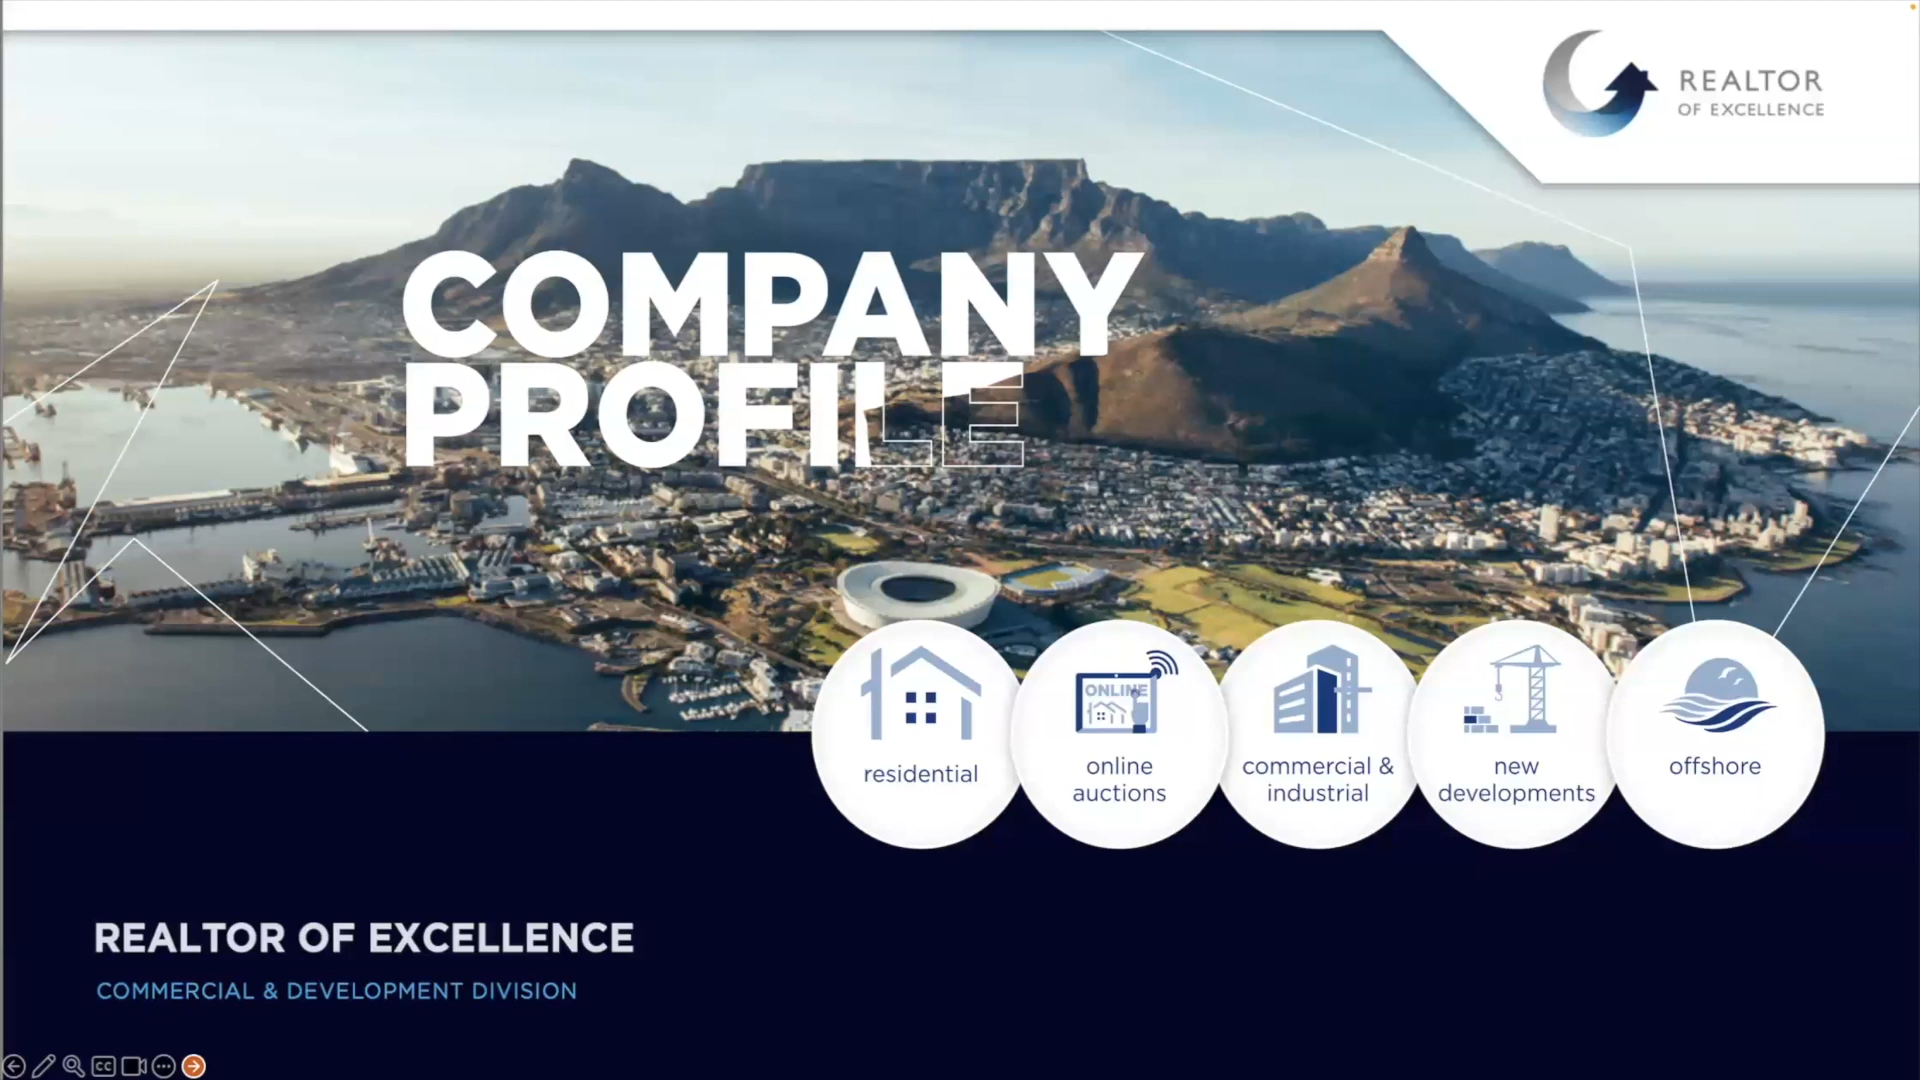 REALTOR
OF EXCELLENCE
COMPANY
PROFILE
ONLINE
residential
online
auctions
commercial &
industrial
new
developments
offshore
REALTOR OF EXCELLENCE
COMMERCIAL & DEVELOPMENT DIVISION
CC